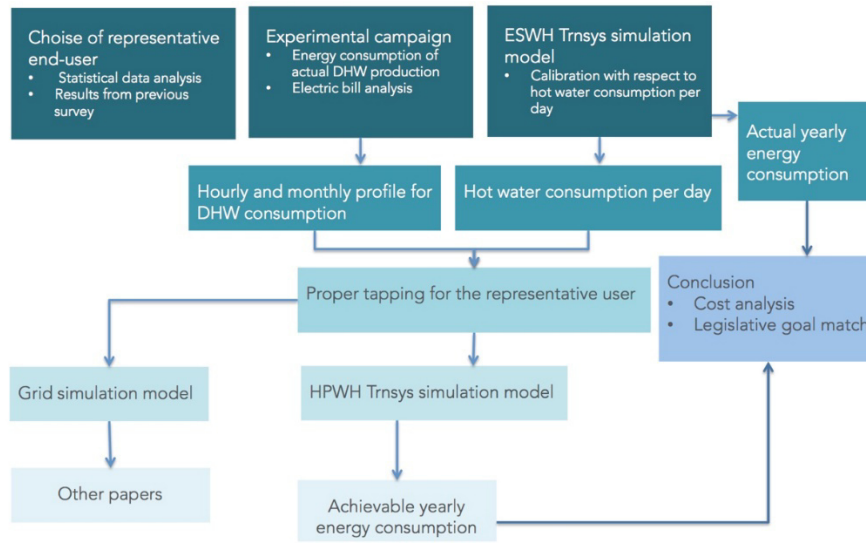 Choise of representative
end-user
• Statistical data analysis
• Results from previous
survey
Experimental campaign
• Energy consumption of
actual DHW production
• Electric bill analysis
ESWH Trnsys simulation
model
• Calibration with respect to
hot water consumption per
day
Actual yearly
energy
consumption
Hourly and monthly profile for
DHW consumption
Hot water consumption per day
Proper tapping for the representative user
Conclusion
• Cost analysis
• Legislative goal match
Grid simulation model
HPWH Trnsys simulation model
Other papers
Achievable yearly
energy consumption